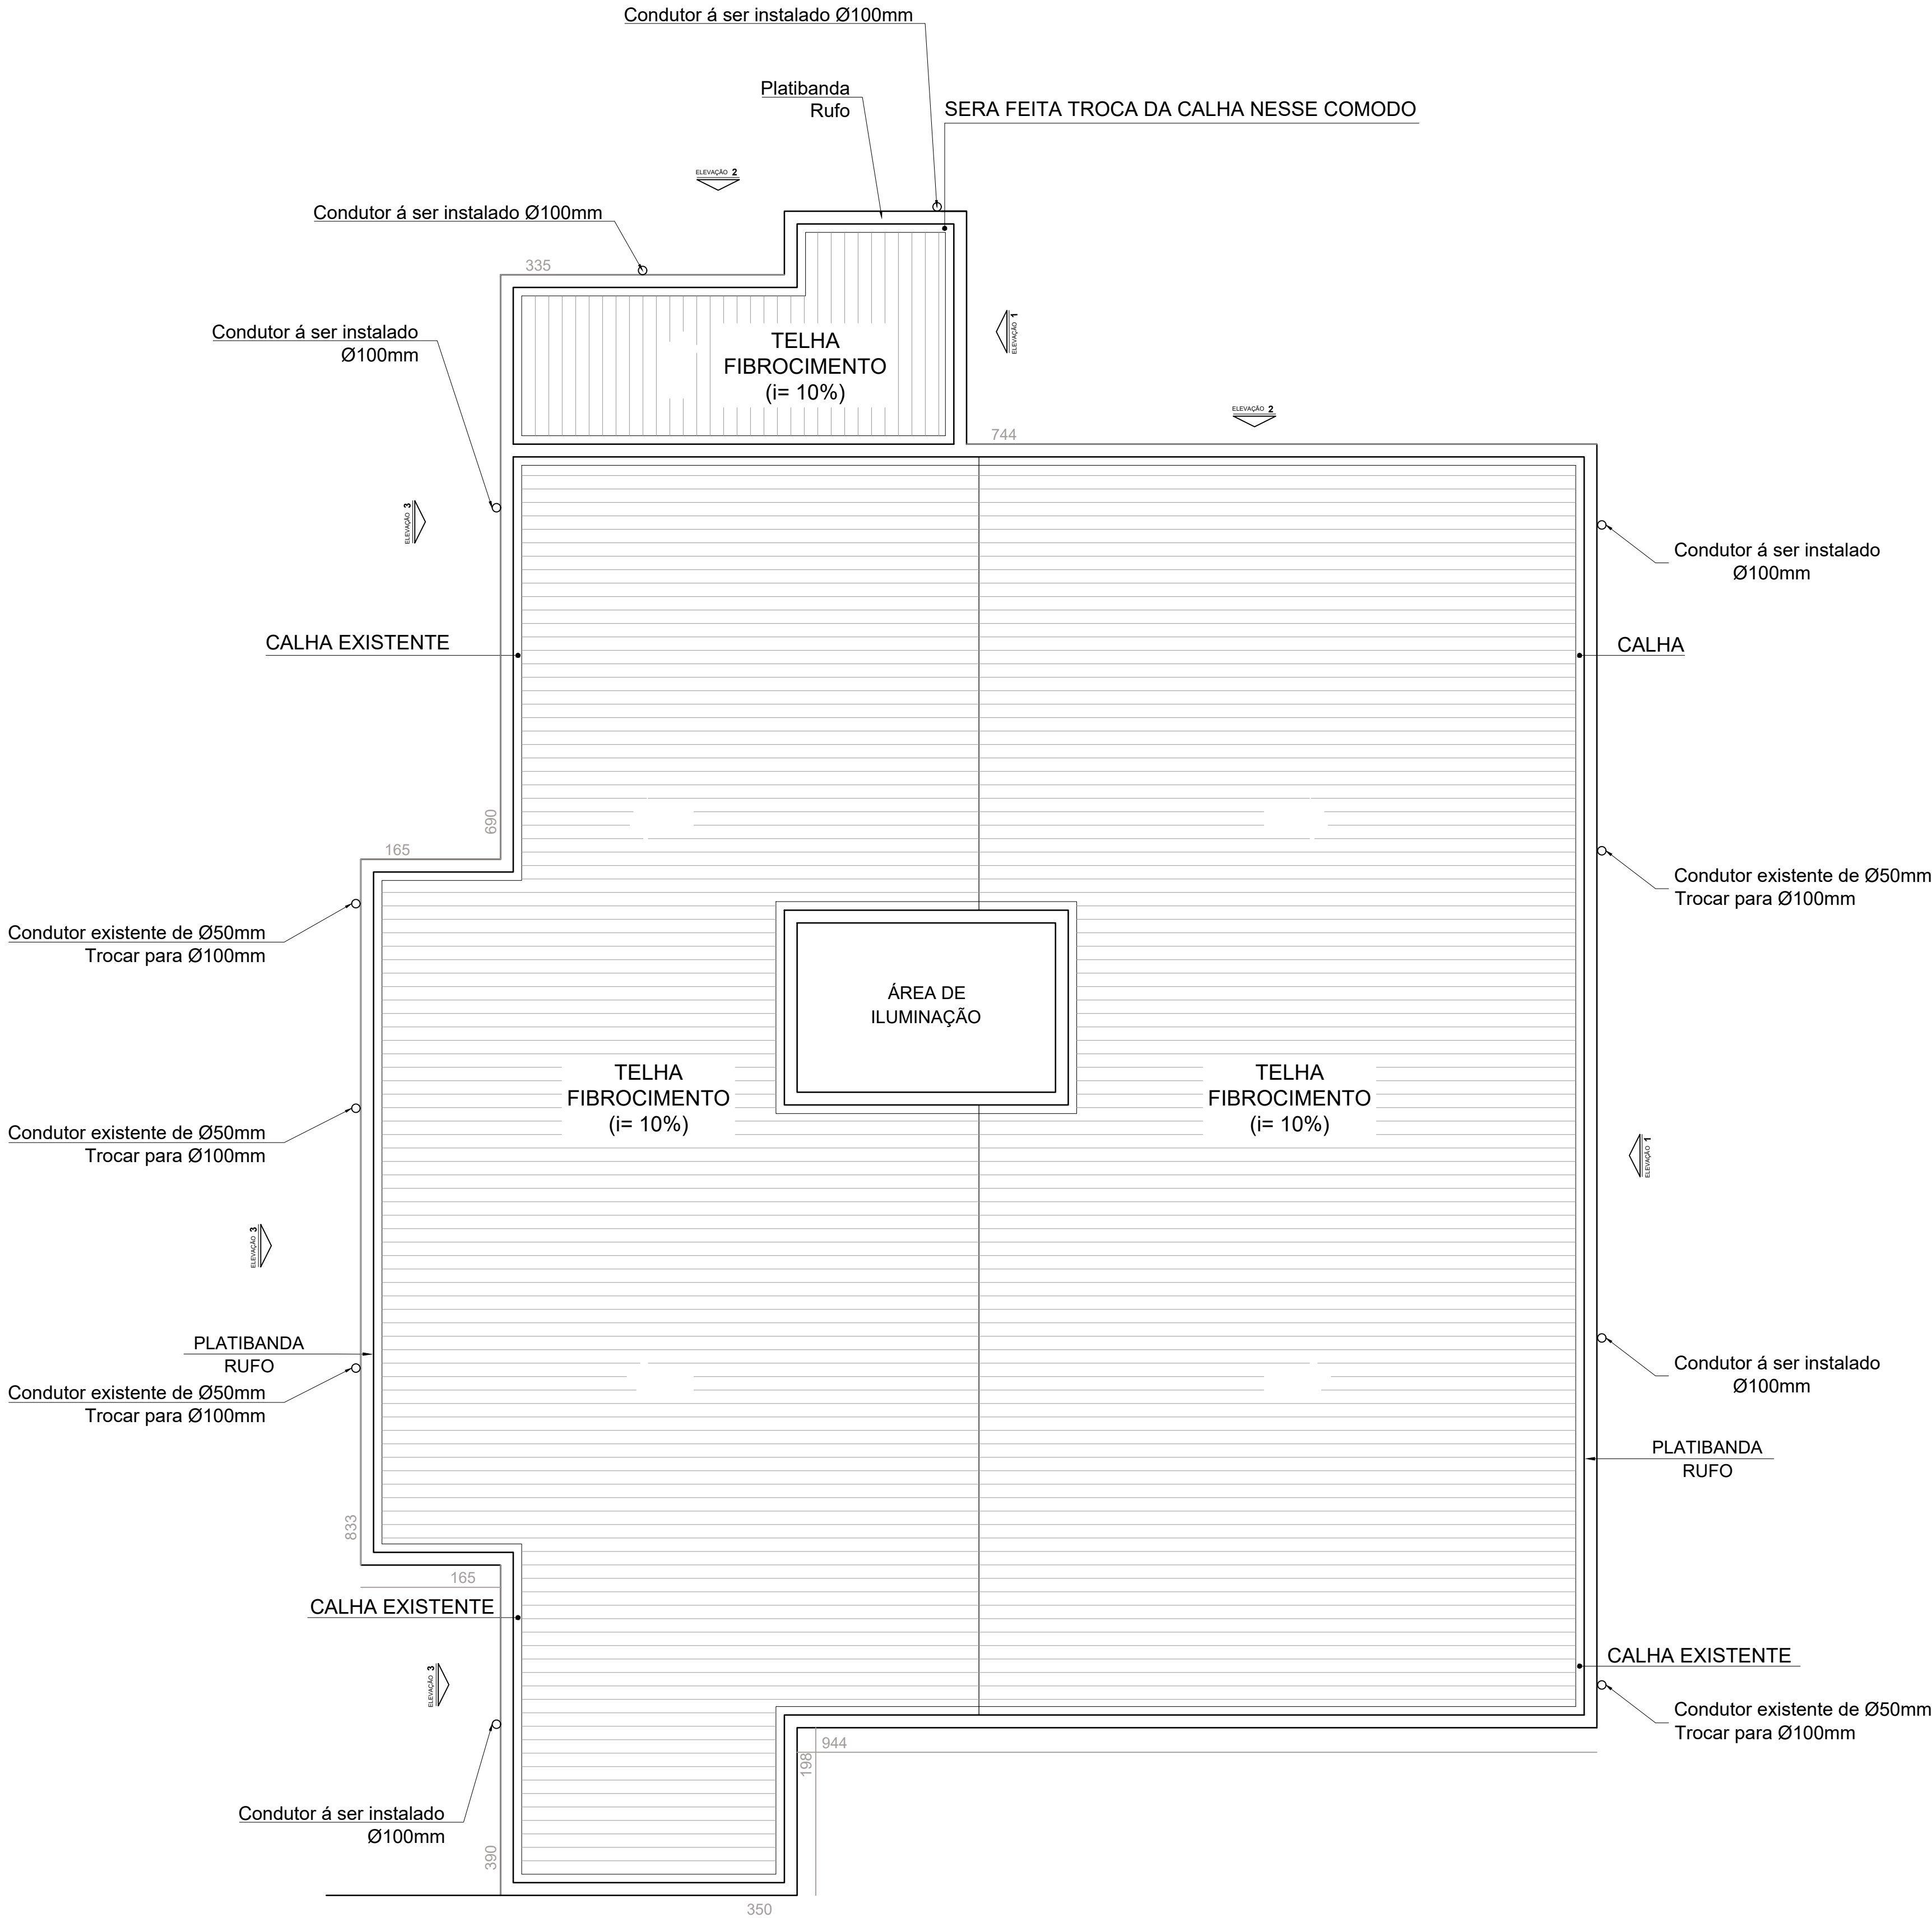 Condutor á ser instalado Ø100mm
Platibanda
Rufo
SERA FEITA TROCA DA CALHA NESSE COMODO
ELEVAÇÃO 2
Condutor á ser instalado Ø100mm
335
Condutor á ser instalado
Ø100mm
TELHA
FIBROCIMENTO
(i= 10%)
ELEVAÇÃO 1
ELEVAÇÃO 2
744
ELEVAÇÃO 3
Condutor á ser instalado
Ø100mm
CALHA EXISTENTE
CALHA
690
165
Condutor existente de Ø50mm
Trocar para Ø100mm
Condutor existente de Ø50mm
Trocar para Ø100mm
ÁREA DE
ILUMINAÇÃO
TELHA
FIBROCIMENTO
(i= 10%)
TELHA
FIBROCIMENTO
(i= 10%)
Condutor existente de Ø50mm
Trocar para Ø100mm
ELEVAÇÃO 1
ELEVAÇÃO 3
PLATIBANDA
RUFO
Condutor existente de Ø50mm
Trocar para Ø100mm
Condutor á ser instalado
Ø100mm
PLATIBANDA
RUFO
833
165
CALHA EXISTENTE
ELEVAÇÃO 3
CALHA EXISTENTE
Condutor existente de Ø50mm
Trocar para Ø100mm
944
198
Condutor á ser instalado
Ø100mm
390
350